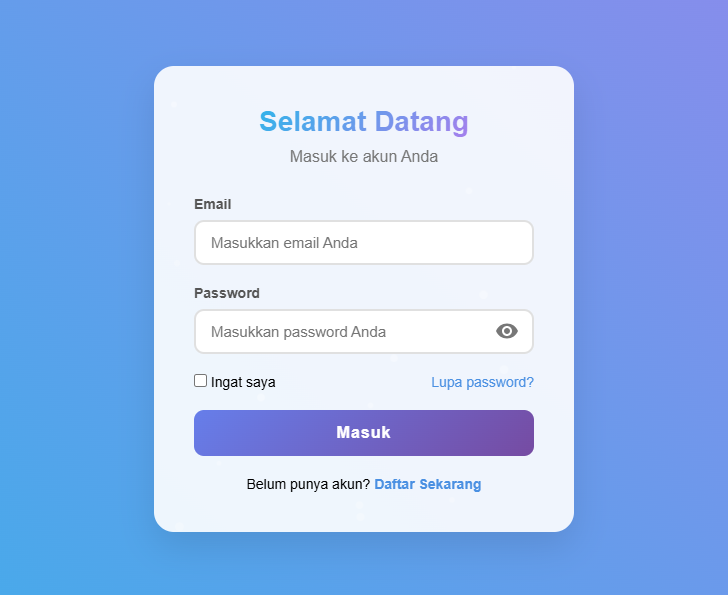 Selamat Datang
Masuk ke akun Anda
Email
Masukkan email Anda
Password
Masukkan password Anda
Ingat saya
Lupa password?
Masuk
Belum punya akun? Daftar Sekarang